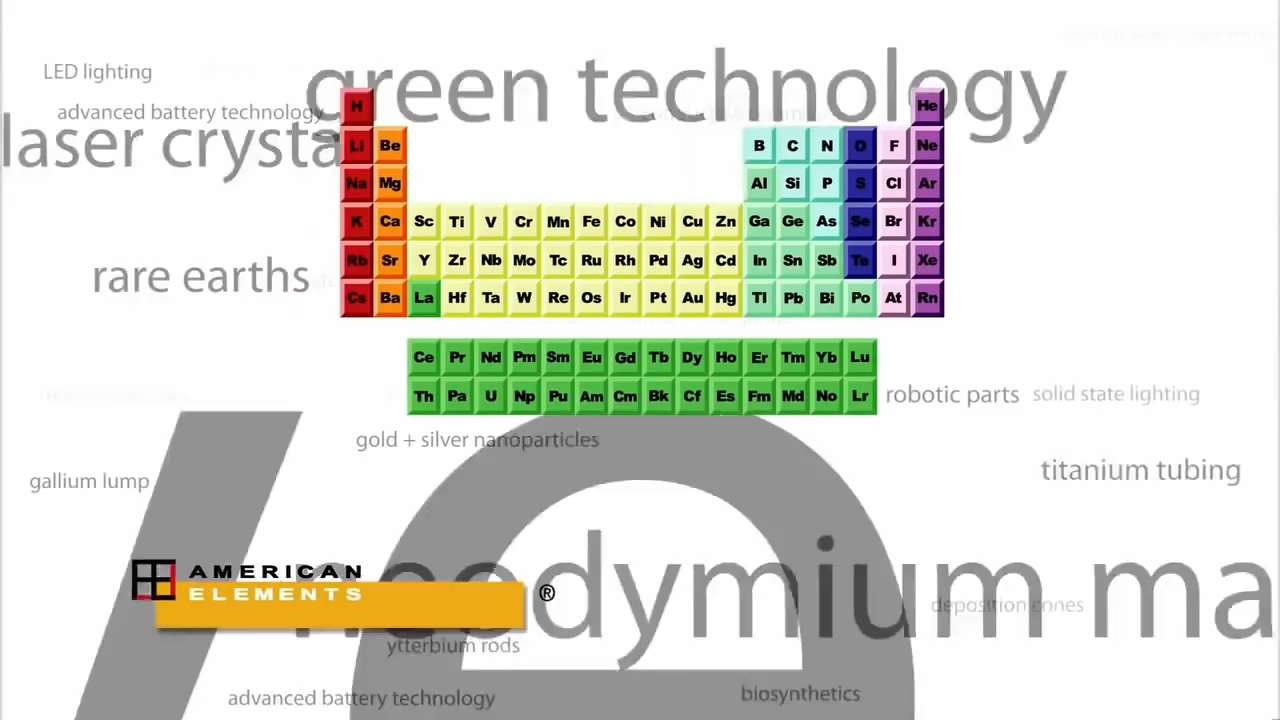 green technology
LED lighting
advanced battery technology
laser crysta
rare earths
H He
Li Be B C N O F Ne
Na Mg Al Si P S Cl Ar
K Ca Sc Ti V Cr Mn Fe Co Ni Cu Zn Ga Ge As Se Br Kr
Rb Sr Y Zr Nb Mo Tc Ru Rh Pd Ag Cd In Sn Sb Te I Xe
Cs Ba La Hf Ta W Re Os Ir Pt Au Hg Tl Pb Bi Po At Rn
Ce Pr Nd Pm Sm Eu Gd Tb Dy Ho Er Tm Yb Lu
Th Pa U Np Pu Am Cm Bk Cf Es Fm Md No Lr
robotic parts
solid state lighting
gold + silver nanoparticles
gallium lump
titanium tubing
AMERICAN
ELEMENTS ®
neodymium ma
deposition cones
ytterbium rods
advanced battery technology
biosynthetics